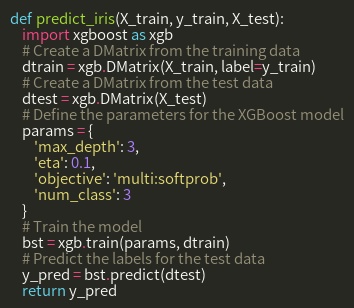 def predict_iris(X_train, y_train, X_test):
    import xgboost as xgb
    # Create a DMatrix from the training data
    dtrain = xgb.DMatrix(X_train, label=y_train)
    # Create a DMatrix from the test data
    dtest = xgb.DMatrix(X_test)
    # Define the parameters for the XGBoost model
    params = {
        'max_depth': 3,
        'eta': 0.1,
        'objective': 'multi:softprob',
        'num_class': 3
    }
    # Train the model
    bst = xgb.train(params, dtrain)
    # Predict the labels for the test data
    y_pred = bst.predict(dtest)
    return y_pred